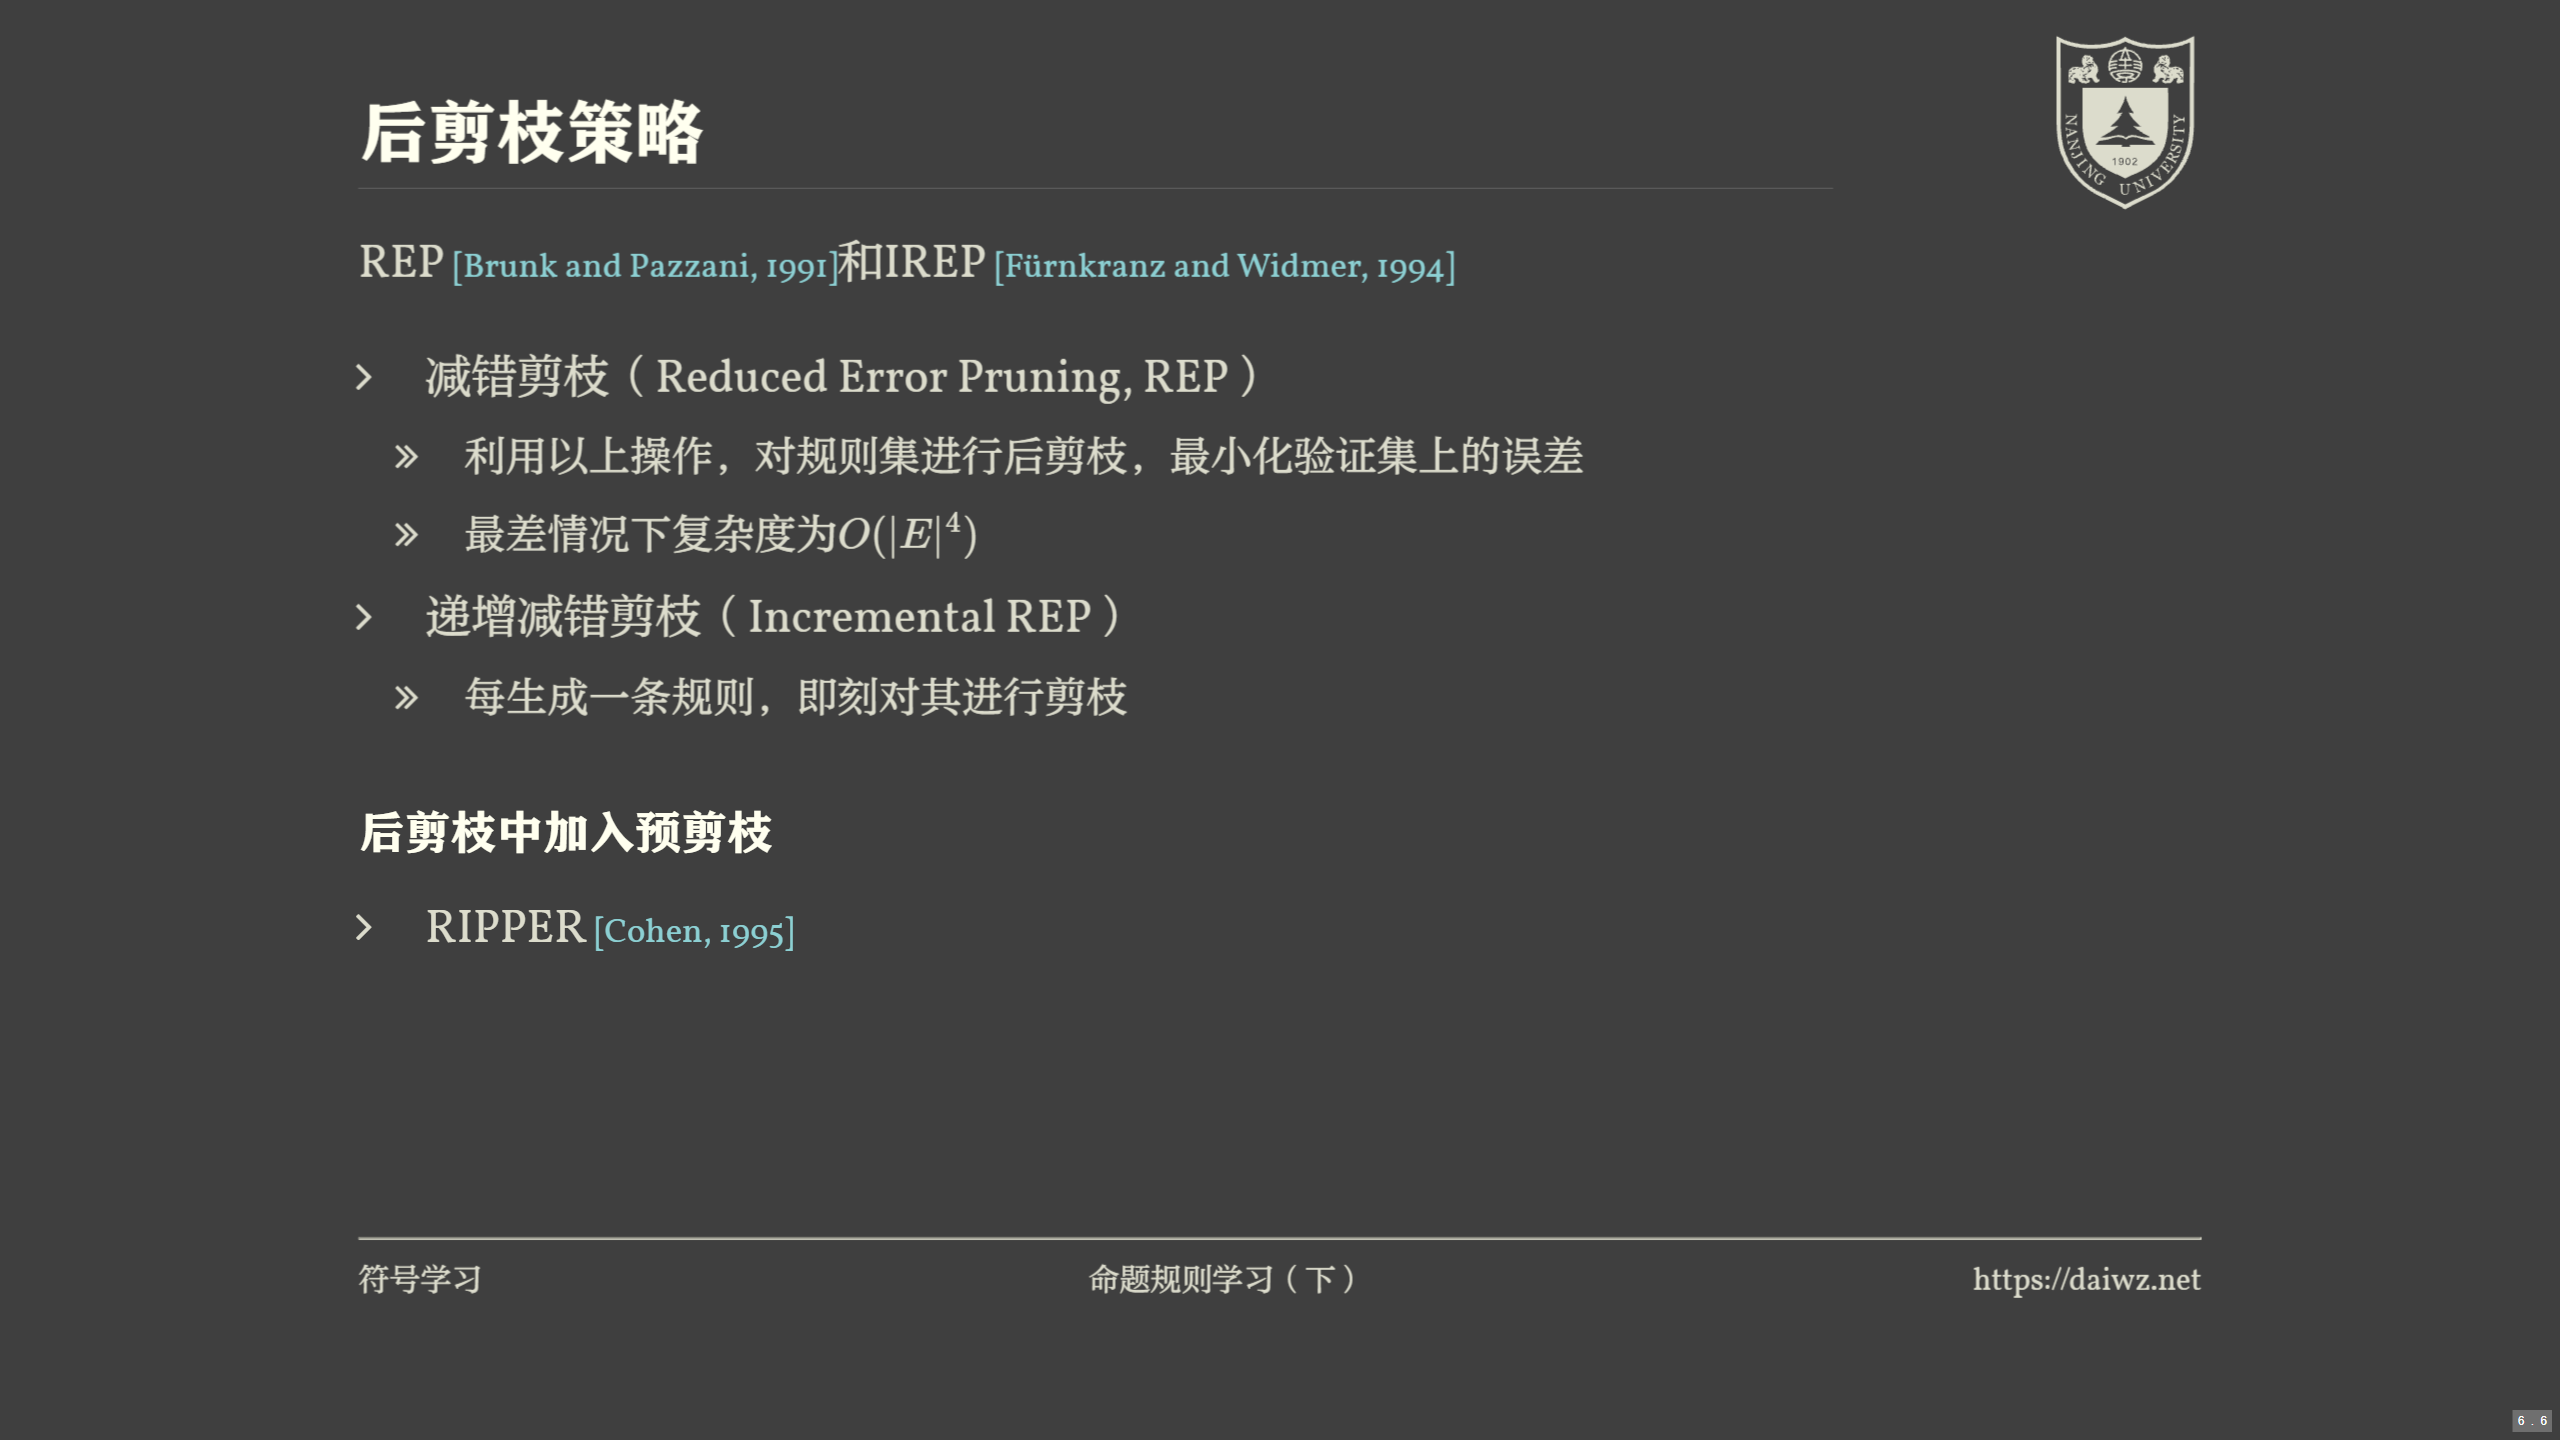 后剪枝策略
NANJING UNIVERSITY
1902
REP [Brunk and Pazzani, 1991]和IREP [Fürnkranz and Widmer, 1994]
减错剪枝（Reduced Error Pruning, REP）
利用以上操作，对规则集进行后剪枝，最小化验证集上的误差
最差情况下复杂度为O(|E|⁴)
递增减错剪枝（Incremental REP）
每生成一条规则，即刻对其进行剪枝
后剪枝中加入预剪枝
RIPPER [Cohen, 1995]
符号学习 命题规则学习（下） https://daiwz.net
6 . 6